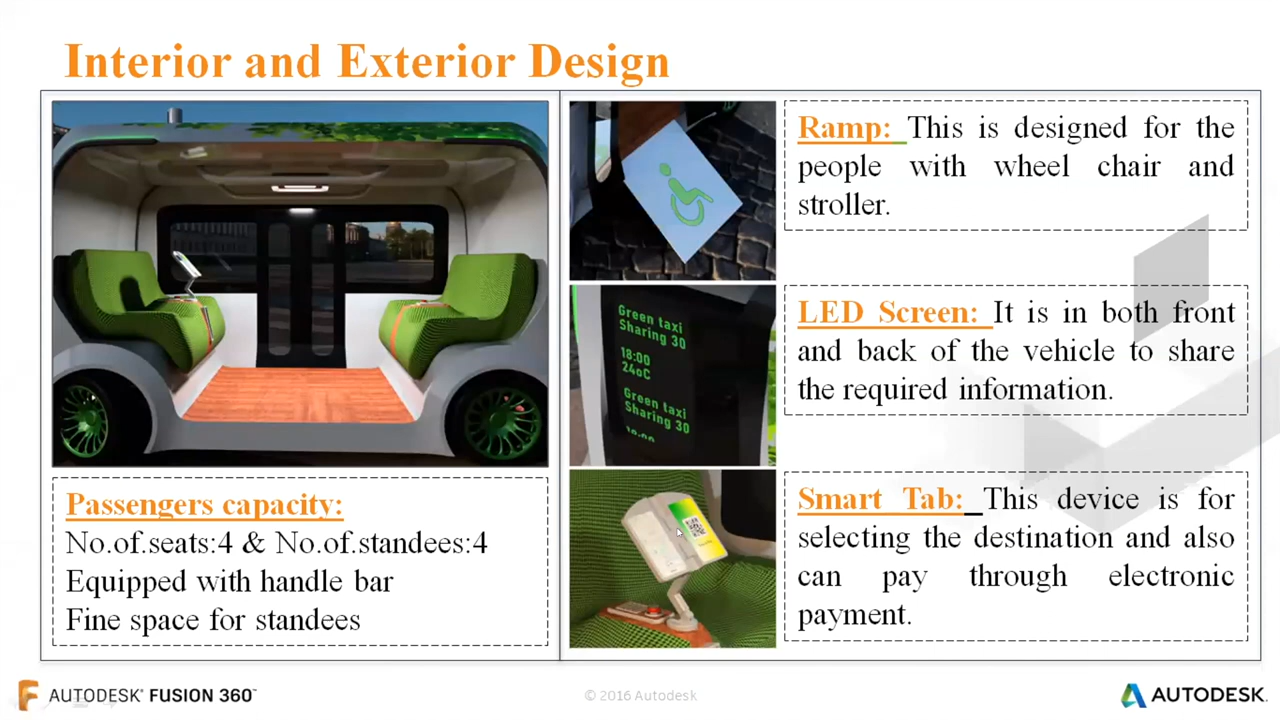 Interior and Exterior Design
Passengers capacity:
No.of.seats:4 & No.of.standees:4
Equipped with handle bar
Fine space for standees
Green taxi
Sharing 30
18:00
24oC
Green taxi
Sharing 30
Ramp: This is designed for the
people with wheel chair and
stroller.
LED Screen: It is in both front
and back of the vehicle to share
the required information.
Smart Tab: This device is for
selecting the destination and also
can pay through electronic
payment.
AUTODESK® FUSION 360™
© 2016 Autodesk
AUTODESK.